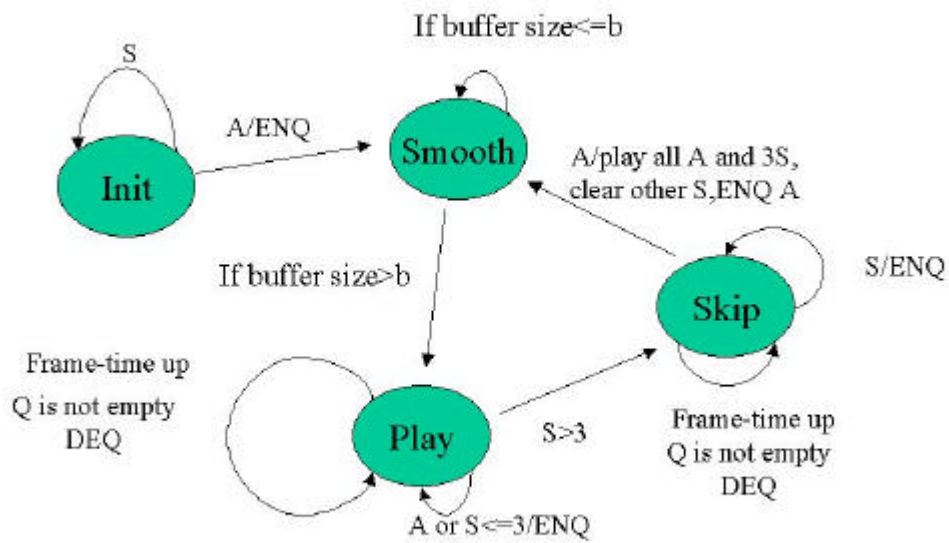 If buffer size<=b
S
A/ENQ
Smooth
Init
A/play all A and 3S,
clear other S,ENQ A
If buffer size>b
S/ENQ
Skip
Frame-time up
Q is not empty
DEQ
Play
S>3
Frame-time up
Q is not empty
DEQ
A or S<=3/ENQ